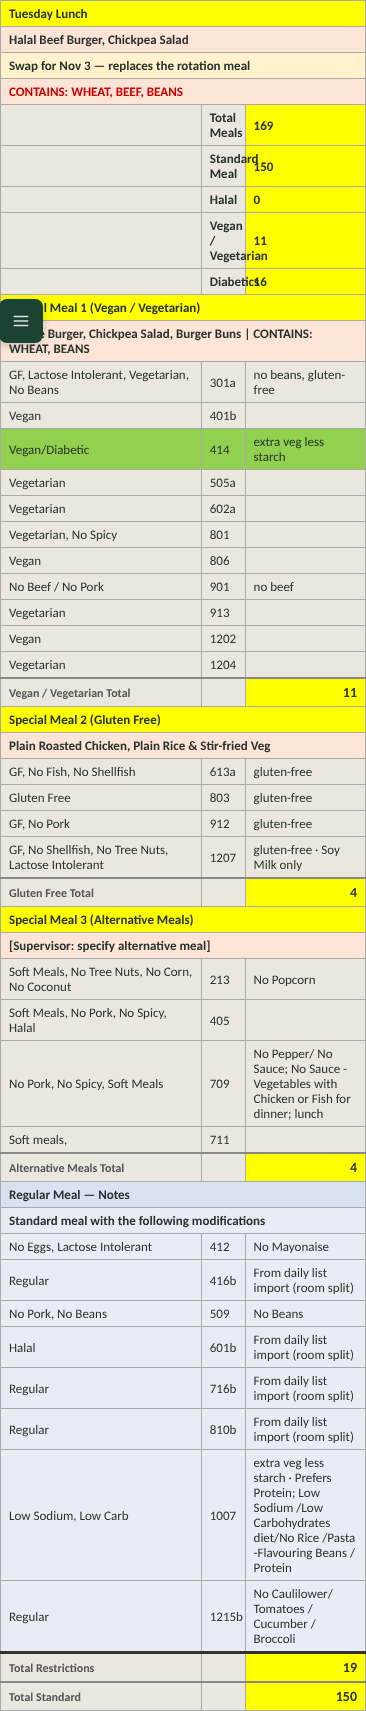 Tuesday Lunch
Halal Beef Burger, Chickpea Salad
Swap for Nov 3 — replaces the rotation meal
CONTAINS: WHEAT, BEEF, BEANS
Total
Meals
169
Standard
Meal
150
Halal
0
Vegan
/
Vegetarian
11
Diabetics
16
Meal 1 (Vegan / Vegetarian)
Burger, Chickpea Salad, Burger Buns | CONTAINS:
WHEAT, BEANS
GF, Lactose Intolerant, Vegetarian,
No Beans
301a
no beans, gluten-
free
Vegan
401b
Vegan/Diabetic
414
extra veg less
starch
Vegetarian
505a
Vegetarian
602a
Vegetarian, No Spicy
801
Vegan
806
No Beef / No Pork
901
no beef
Vegetarian
913
Vegan
1202
Vegetarian
1204
Vegan / Vegetarian Total
11
Special Meal 2 (Gluten Free)
Plain Roasted Chicken, Plain Rice & Stir-fried Veg
GF, No Fish, No Shellfish
613a
gluten-free
Gluten Free
803
gluten-free
GF, No Pork
912
gluten-free
GF, No Shellfish, No Tree Nuts,
Lactose Intolerant
1207
gluten-free · Soy
Milk only
Gluten Free Total
4
Special Meal 3 (Alternative Meals)
[Supervisor: specify alternative meal]
Soft Meals, No Tree Nuts, No Corn,
No Coconut
213
No Popcorn
Soft Meals, No Pork, No Spicy,
Halal
405
No Pork, No Spicy, Soft Meals
709
No Pepper/ No
Sauce; No Sauce -
Vegetables with
Chicken or Fish for
dinner; lunch
Soft meals,
711
Alternative Meals Total
4
Regular Meal — Notes
Standard meal with the following modifications
No Eggs, Lactose Intolerant
412
No Mayonaise
Regular
416b
From daily list
import (room split)
No Pork, No Beans
509
No Beans
Halal
601b
From daily list
import (room split)
Regular
716b
From daily list
import (room split)
Regular
810b
From daily list
import (room split)
Low Sodium, Low Carb
1007
extra veg less
starch · Prefers
Protein; Low
Sodium /Low
Carbohydrates
diet/No Rice /Pasta
-Flavouring Beans /
Protein
Regular
1215b
No Caulilower/
Tomatoes /
Cucumber /
Broccoli
Total Restrictions
19
Total Standard
150